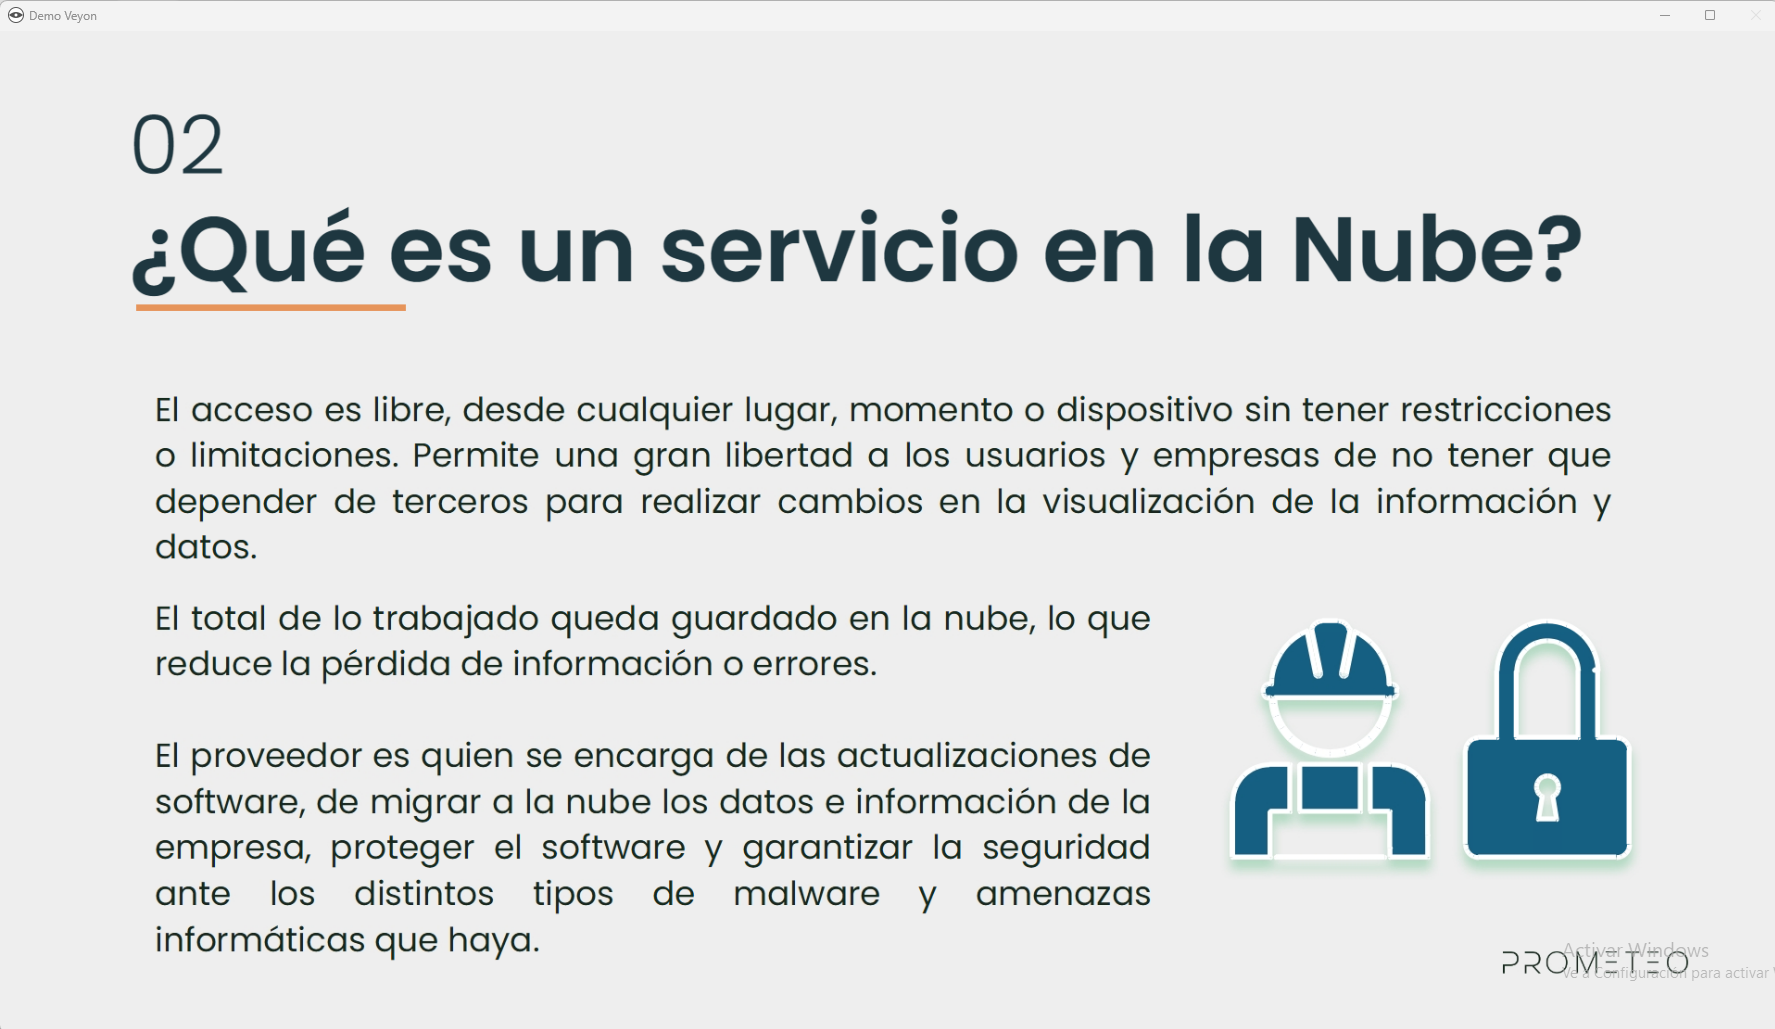 Demo Veyon
02
¿Qué es un servicio en la Nube?
El acceso es libre, desde cualquier lugar, momento o dispositivo sin tener restricciones
o limitaciones. Permite una gran libertad a los usuarios y empresas de no tener que
depender de terceros para realizar cambios en la visualización de la información y
datos.
El total de lo trabajado queda guardado en la nube, lo que
reduce la pérdida de información o errores.
El proveedor es quien se encarga de las actualizaciones de
software, de migrar a la nube los datos e información de la
empresa, proteger el software y garantizar la seguridad
ante los distintos tipos de malware y amenazas
informáticas que haya.
Activar Windows
PROMETEO
Ve a Configuración para activar